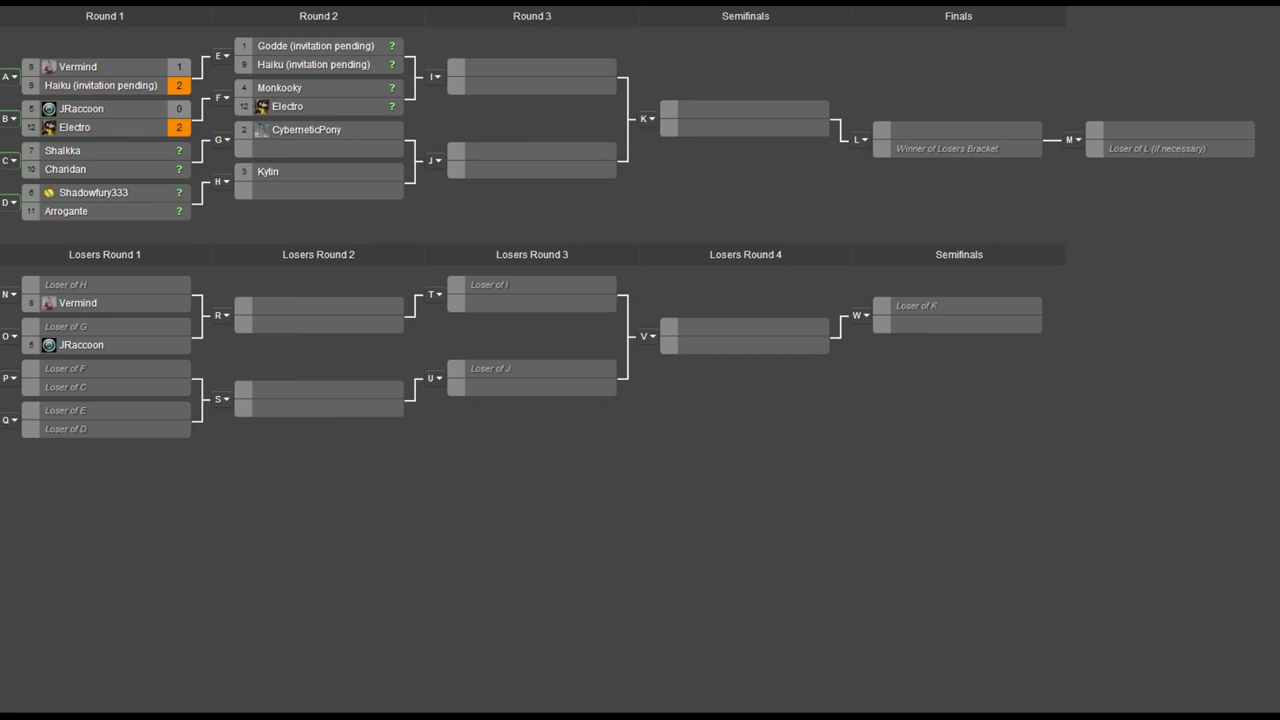 Round 1
Round 2
Round 3
Semifinals
Finals
A
8 Vermind 1
9 Haiku (invitation pending) 2
B
5 JRaccoon 0
12 Electro 2
C
7 Shalkka ?
10 Charidan ?
D
6 Shadowfury333 ?
11 Arrogante ?
E
1 Godde (invitation pending) ?
9 Haiku (invitation pending) ?
F
4 Monkooky ?
12 Electro ?
G
2 CyberneticPony
H
3 Kytin
I
J
K
L
Winner of Losers Bracket
M
Loser of L (if necessary)
Losers Round 1
Losers Round 2
Losers Round 3
Losers Round 4
Semifinals
N
Loser of H
8 Vermind
O
Loser of G
5 JRaccoon
P
Loser of F
Loser of C
Q
Loser of E
Loser of D
R
S
T
Loser of I
U
Loser of J
V
W
Loser of K